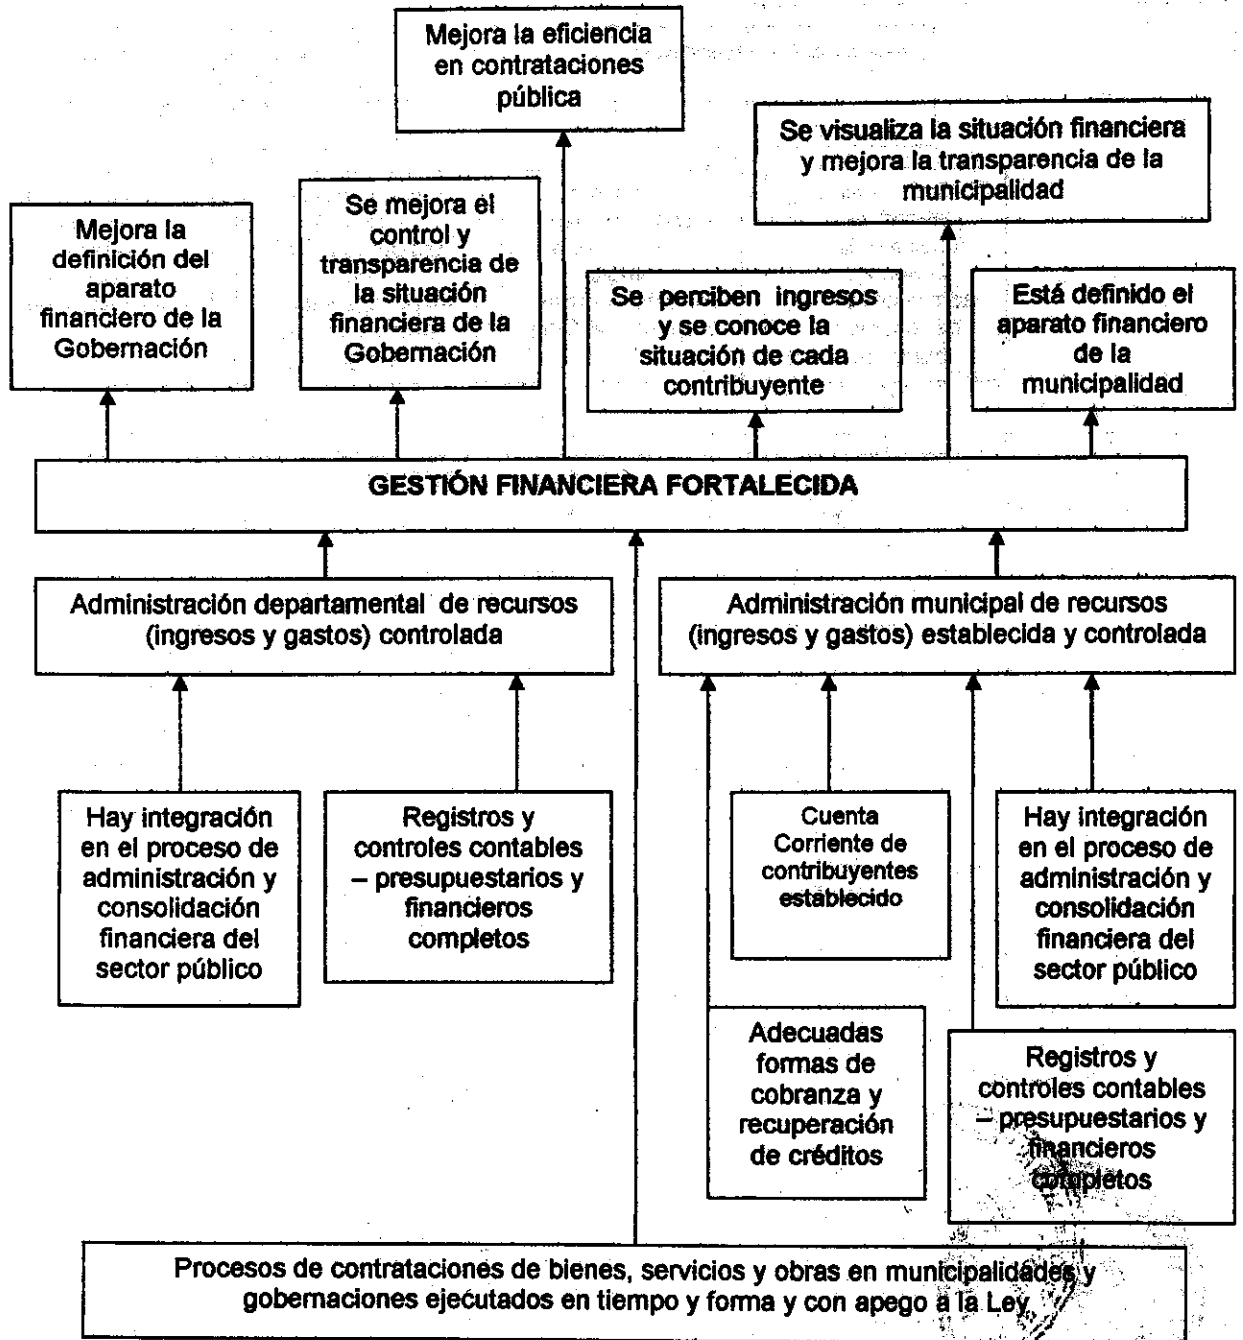 Mejora la eficiencia
en contrataciones
pública
Se visualiza la situación financiera
y mejora la transparencia de la
municipalidad
Mejora la
definición del
aparato
financiero de la
Gobernación
Se mejora el
control y
transparencia de
la situación
financiera de la
Gobernación
Se perciben ingresos
y se conoce la
situación de cada
contribuyente
Está definido el
aparato financiero
de la
municipalidad
GESTIÓN FINANCIERA FORTALECIDA
Administración departamental de recursos
(ingresos y gastos) controlada
Administración municipal de recursos
(ingresos y gastos) establecida y controlada
Hay integración
en el proceso de
administración y
consolidación
financiera del
sector público
Registros y
controles contables
– presupuestarios y
financieros
completos
Cuenta
Corriente de
contribuyentes
establecido
Hay integración
en el proceso de
administración y
consolidación
financiera del
sector público
Adecuadas
formas de
cobranza y
recuperación
de créditos
Registros y
controles contables
– presupuestarios y
financieros
completos
Procesos de contrataciones de bienes, servicios y obras en municipalidades y
gobernaciones ejecutados en tiempo y forma y con apego a la Ley